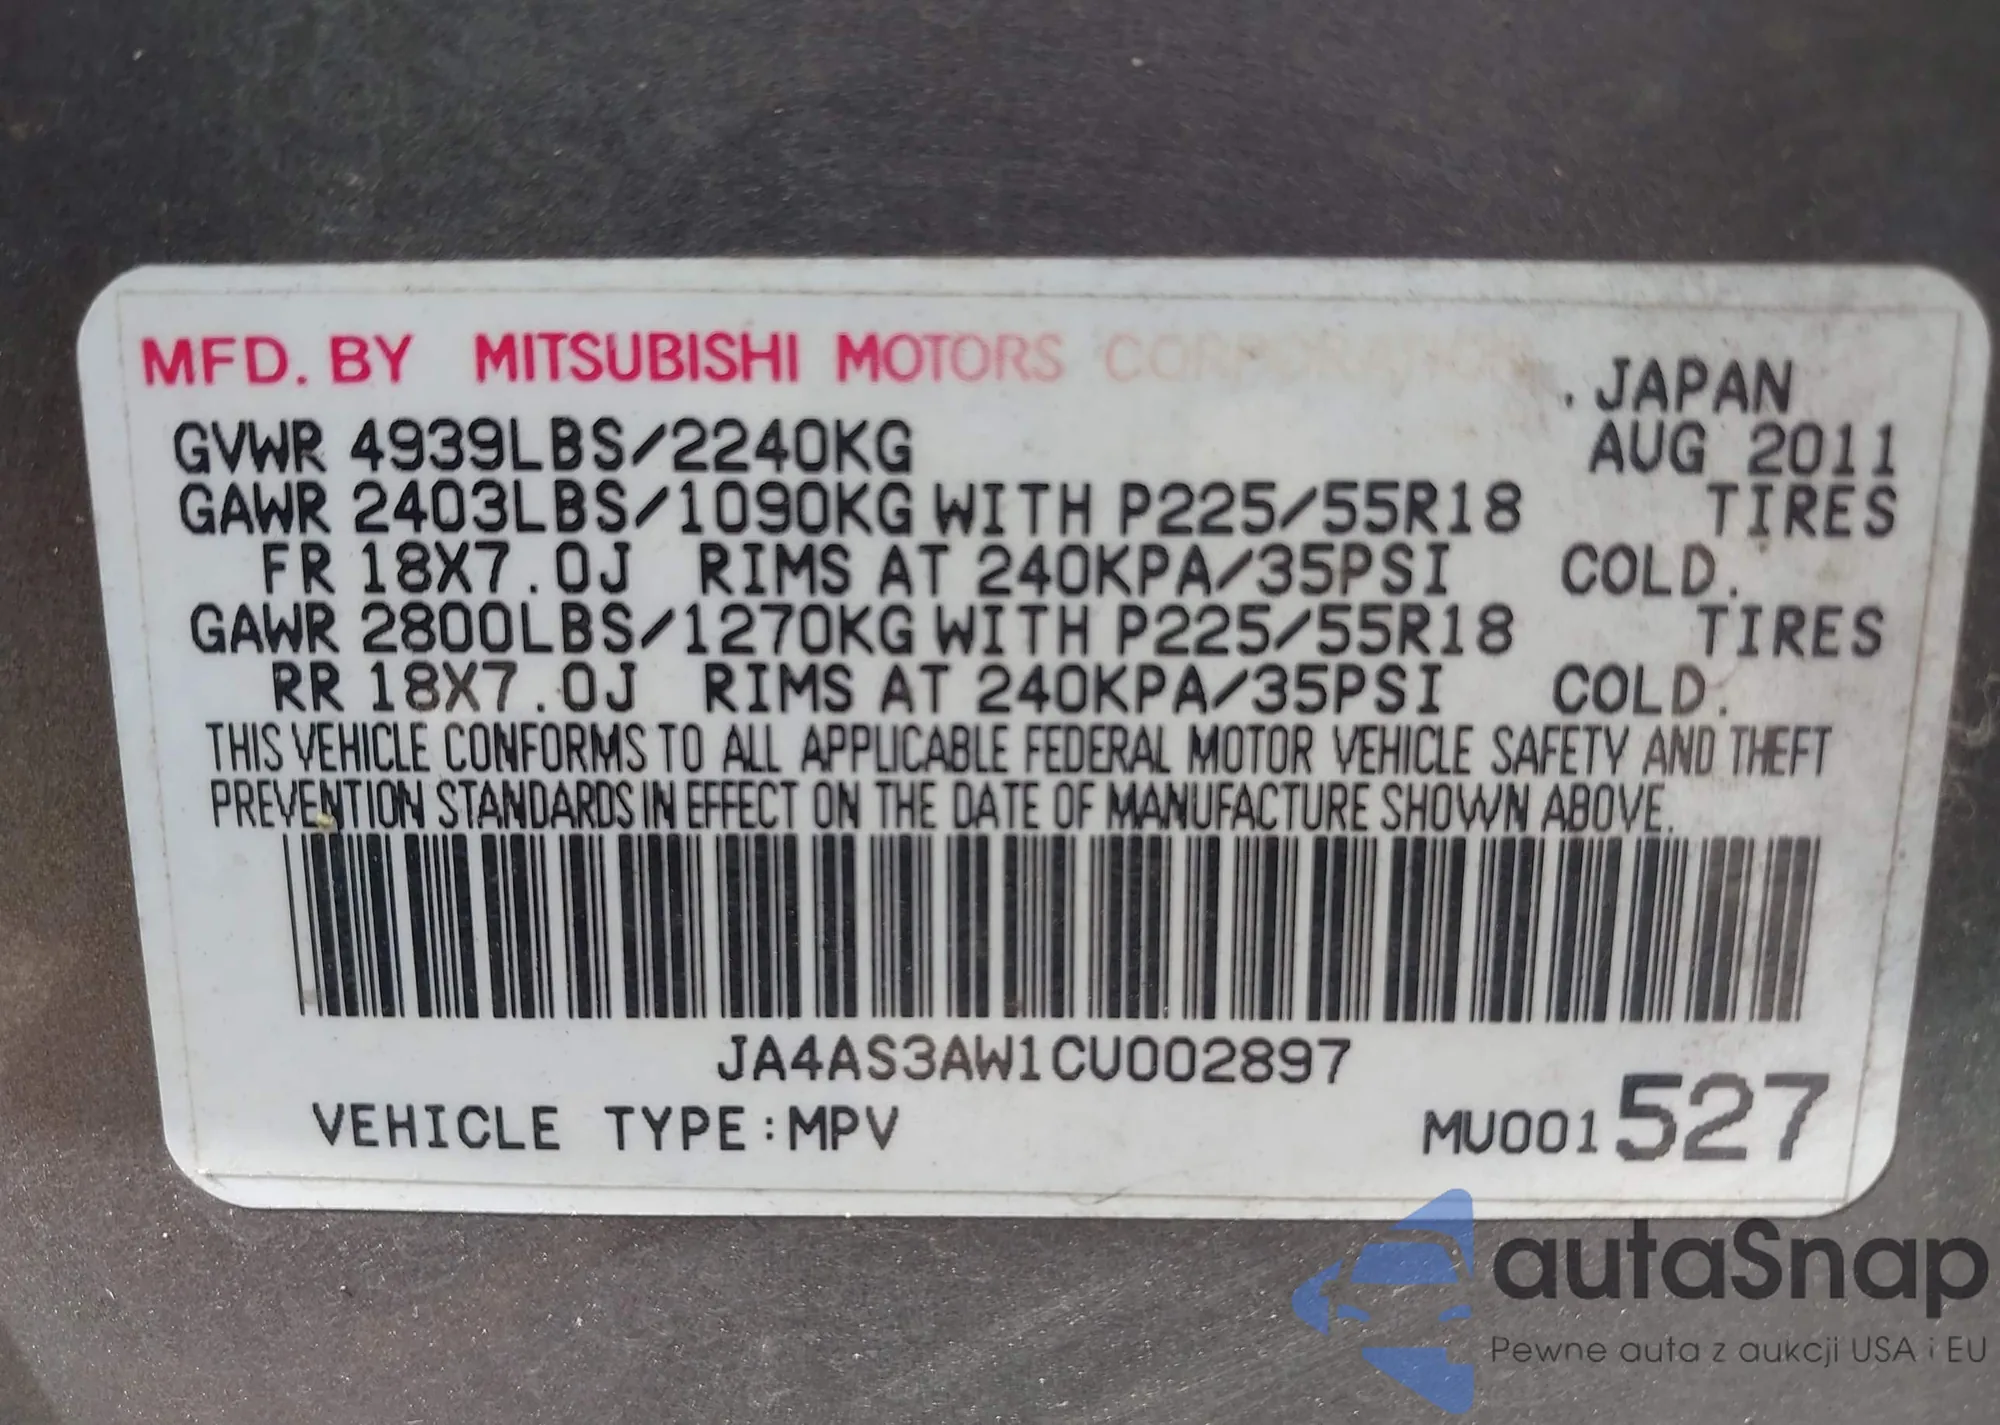 MFD. BY MITSUBISHI MOTORS CORPORATION
. JAPAN
GVWR 4939LBS/2240KG AUG 2011
GAWR 2403LBS/1090KG WITH P225/55R18 TIRES
FR 18X7.0J RIMS AT 240KPA/35PSI COLD.
GAWR 2800LBS/1270KG WITH P225/55R18 TIRES
RR 18X7.0J RIMS AT 240KPA/35PSI COLD.
THIS VEHICLE CONFORMS TO ALL APPLICABLE FEDERAL MOTOR VEHICLE SAFETY AND THEFT
PREVENTION STANDARDS IN EFFECT ON THE DATE OF MANUFACTURE SHOWN ABOVE.
JA4AS3AW1CU002897
VEHICLE TYPE:MPV MU001527
autaSnap
Pewne auta z aukcji USA i EU